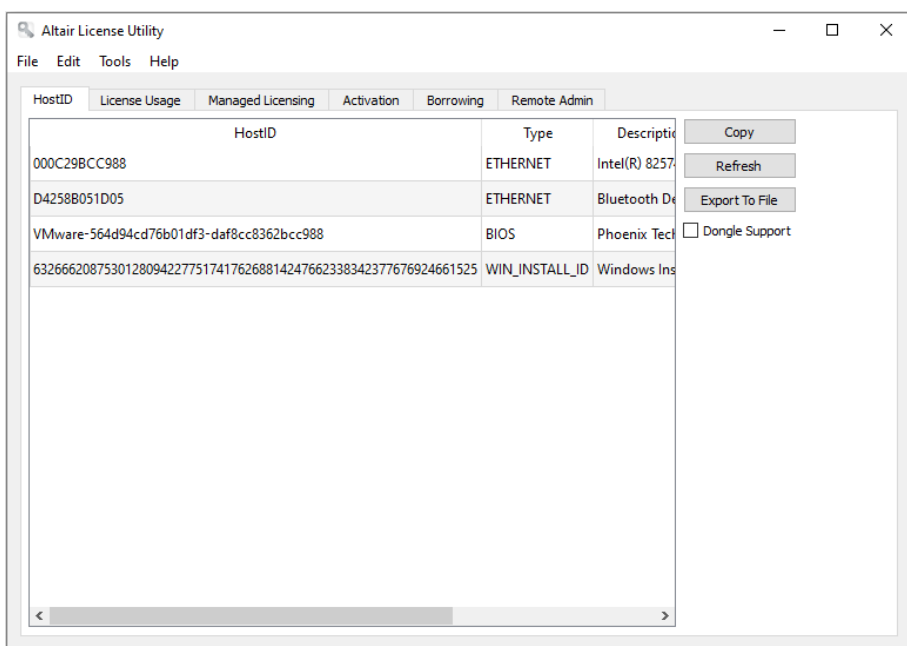 Altair License Utility
File Edit Tools Help
HostID License Usage Managed Licensing Activation Borrowing Remote Admin
HostID Type Descriptio
000C29BCC988 ETHERNET Intel(R) 8257
D4258B051D05 ETHERNET Bluetooth De
VMware-564d94cd76b01df3-daf8cc8362bcc988 BIOS Phoenix Tech
632666208753012809422775174176268814247662338342377676924661525 WIN_INSTALL_ID Windows Ins
Copy
Refresh
Export To File
Dongle Support